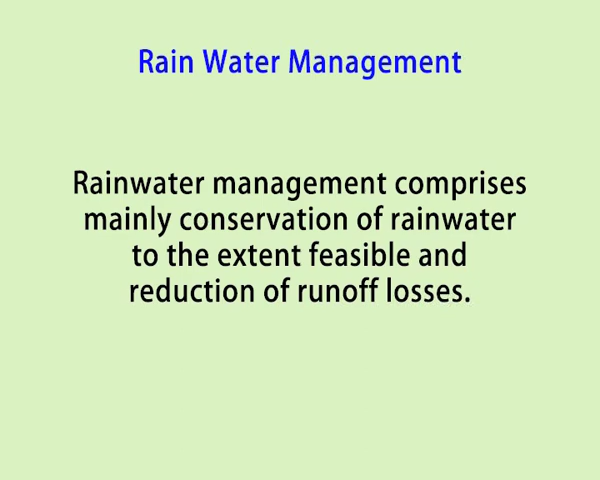 Rain Water Management
Rainwater management comprises
mainly conservation of rainwater
to the extent feasible and
reduction of runoff losses.